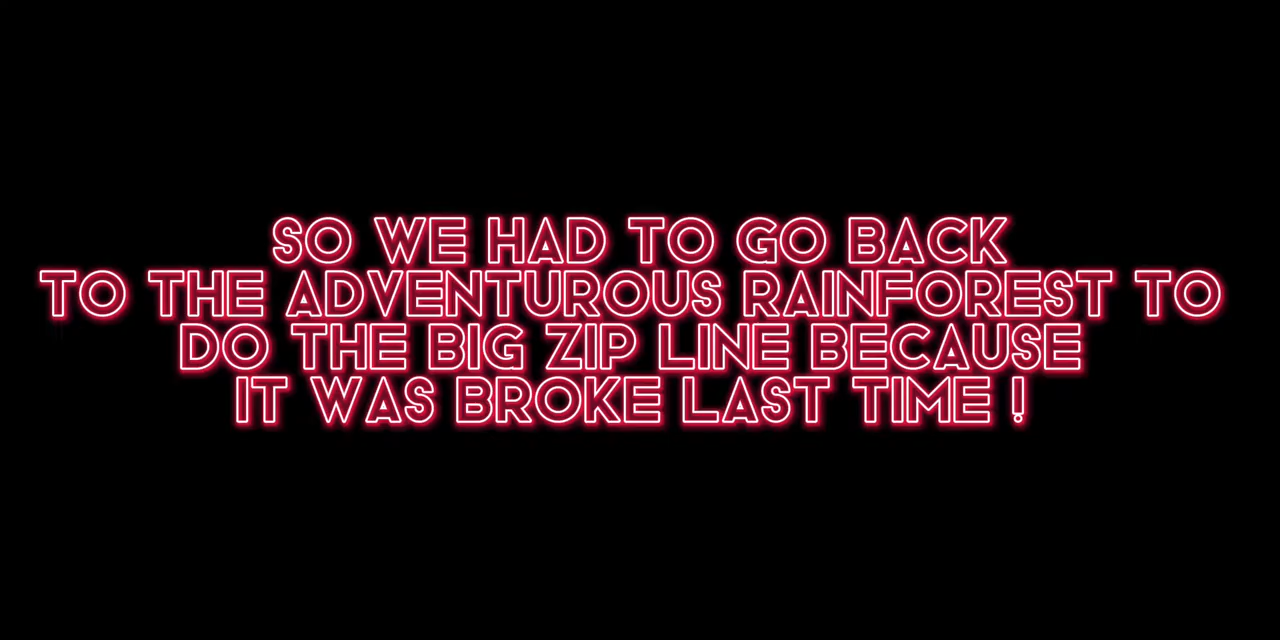 SO WE HAD TO GO BACK
TO THE ADVENTUROUS RAINFOREST TO
DO THE BIG ZIP LINE BECAUSE
IT WAS BROKE LAST TIME !